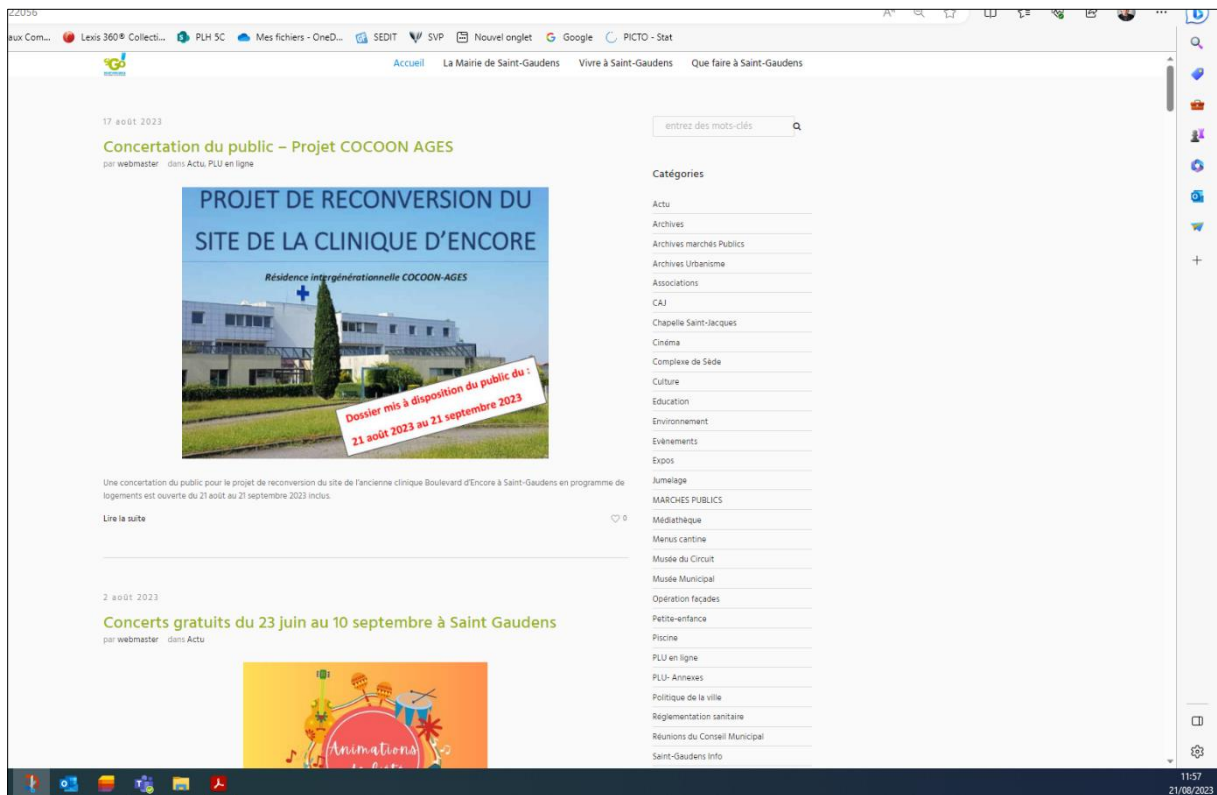 22056
aux Com...
Lexis 360® Collecti...
PLH 5C
Mes fichiers - OneD...
SEDIT
SVP
Nouvel onglet
Google
PICTO - Stat
Go
Accueil
La Mairie de Saint-Gaudens
Vivre à Saint-Gaudens
Que faire à Saint-Gaudens
17 août 2023
Concertation du public – Projet COCOON AGES
par webmaster dans Actu, PLU en ligne
PROJET DE RECONVERSION DU
SITE DE LA CLINIQUE D'ENCORE
Résidence intergénérationnelle COCOON-AGES
Dossier mis à disposition du public du :
21 août 2023 au 21 septembre 2023
Une concertation du public pour le projet de reconversion du site de l'ancienne clinique Boulevard d'Encore à Saint-Gaudens en programme de
logements est ouverte du 21 août au 21 septembre 2023 inclus.
Lire la suite
0
2 août 2023
Concerts gratuits du 23 juin au 10 septembre à Saint Gaudens
par webmaster dans Actu
Animations
entrez des mots-clés
Catégories
Actu
Archives
Archives marchés Publics
Archives Urbanisme
Associations
CAJ
Chapelle Saint-Jacques
Cinéma
Complexe de Sède
Culture
Education
Environnement
Evènements
Expos
Jumelage
MARCHES PUBLICS
Médiathèque
Menus cantine
Musée du Circuit
Musée Municipal
Opération façades
Petite-enfance
Piscine
PLU en ligne
PLU- Annexes
Politique de la ville
Réglementation sanitaire
Réunions du Conseil Municipal
Saint-Gaudens Info
11:57
21/08/2023